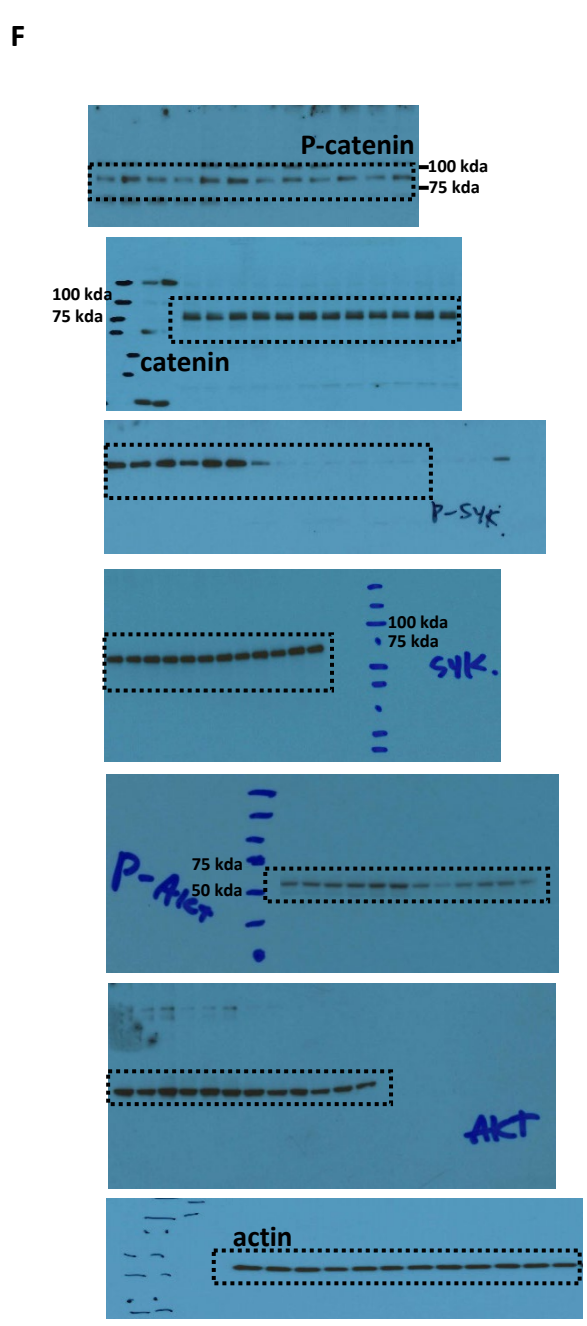 F
P-catenin
100 kda
75 kda
100 kda
75 kda
catenin
P-SYK
100 kda
75 kda
SYK.
P-AKT
75 kda
50 kda
AKT
actin